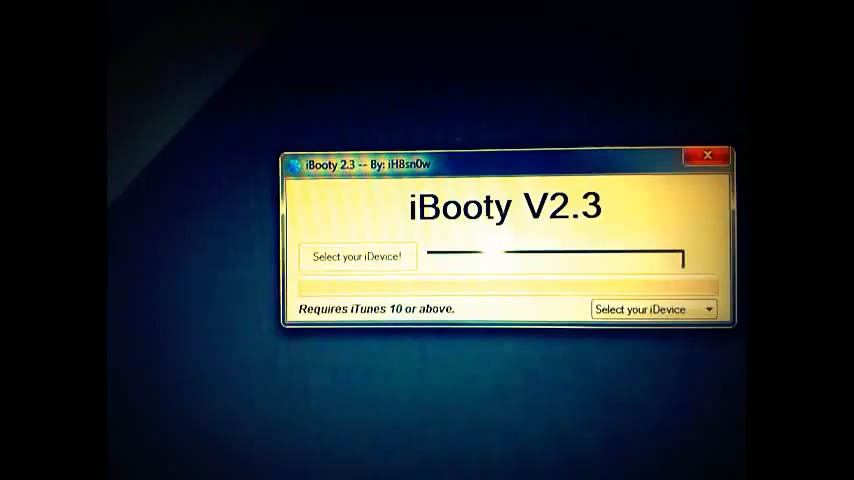 iBooty 2.3 -- By: iH8sn0w
x
iBooty V2.3
Select your iDevice!
Requires iTunes 10 or above.
Select your iDevice